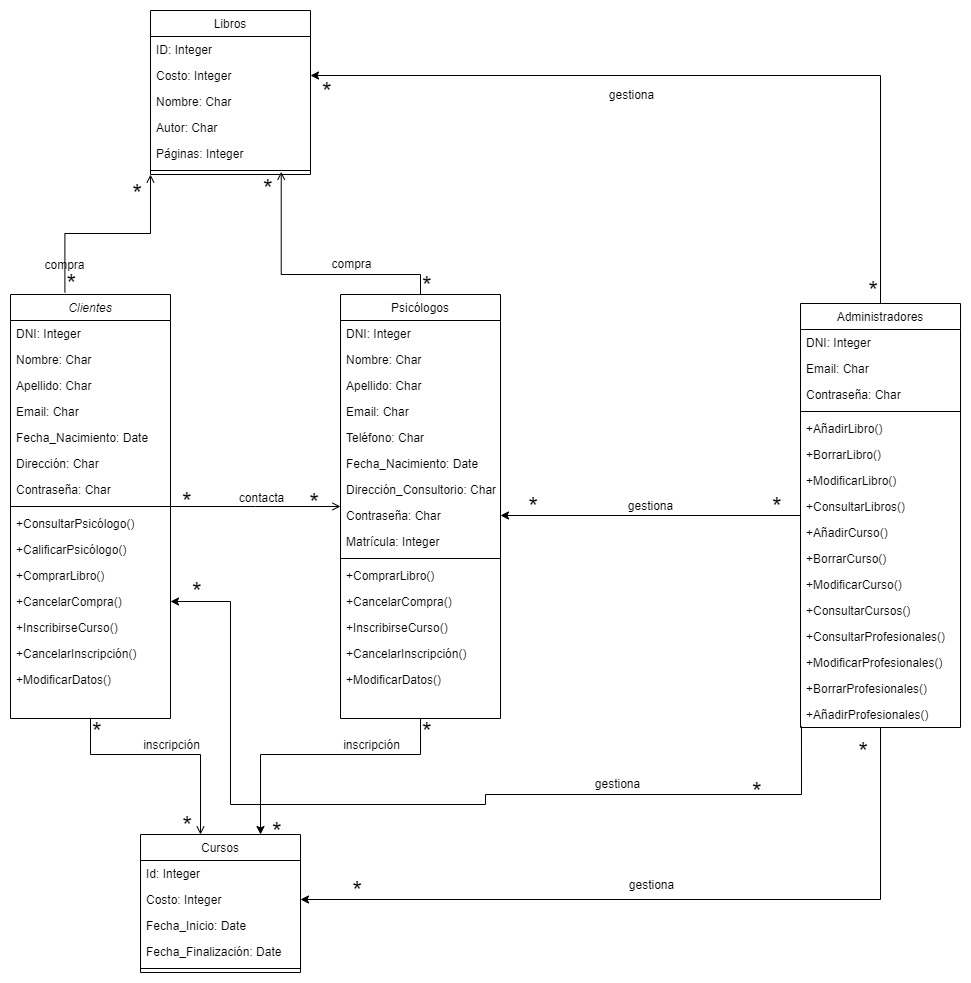 Libros
ID: Integer
Costo: Integer
Nombre: Char
Autor: Char
Páginas: Integer
*
gestiona
*
*
*
compra
*
compra
*
Clientes
DNI: Integer
Nombre: Char
Apellido: Char
Email: Char
Fecha_Nacimiento: Date
Dirección: Char
Contraseña: Char
+ConsultarPsicólogo()
+CalificarPsicólogo()
+ComprarLibro()
+CancelarCompra()
+InscribirseCurso()
+CancelarInscripción()
+ModificarDatos()
*
contacta
*
Psicólogos
DNI: Integer
Nombre: Char
Apellido: Char
Email: Char
Teléfono: Char
Fecha_Nacimiento: Date
Dirección_Consultorio: Char
Contraseña: Char
Matrícula: Integer
+ComprarLibro()
+CancelarCompra()
+InscribirseCurso()
+CancelarInscripción()
+ModificarDatos()
*
gestiona
*
Administradores
DNI: Integer
Email: Char
Contraseña: Char
+AñadirLibro()
+BorrarLibro()
+ModificarLibro()
+ConsultarLibros()
+AñadirCurso()
+BorrarCurso()
+ModificarCurso()
+ConsultarCursos()
+ConsultarProfesionales()
+ModificarProfesionales()
+BorrarProfesionales()
+AñadirProfesionales()
*
*
inscripción
*
inscripción
*
gestiona
*
*
*
Cursos
Id: Integer
Costo: Integer
Fecha_Inicio: Date
Fecha_Finalización: Date
*
gestiona